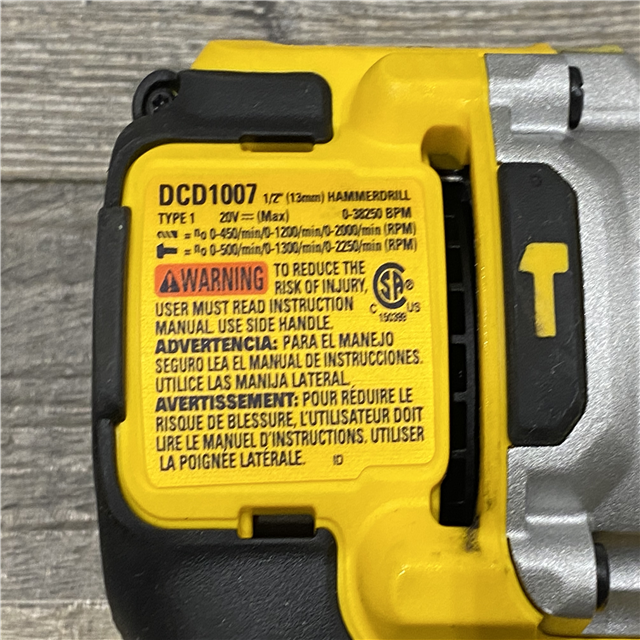 DCD1007 1/2" (13mm) HAMMERDRILL
TYPE 1 20V ⎓ (Max) 0-38250 BPM
= n₀ 0-450/min/0-1200/min/0-2000/min (RPM)
= n₀ 0-500/min/0-1300/min/0-2250/min (RPM)
WARNING TO REDUCE THE
RISK OF INJURY,
USER MUST READ INSTRUCTION
MANUAL. USE SIDE HANDLE.
CSA ®
C US
150399
ADVERTENCIA: PARA EL MANEJO
SEGURO LEA EL MANUAL DE INSTRUCCIONES.
UTILICE LAS MANIJA LATERAL.
AVERTISSEMENT: POUR RÉDUIRE LE
RISQUE DE BLESSURE, L'UTILISATEUR DOIT
LIRE LE MANUEL D'INSTRUCTIONS. UTILISER
LA POIGNÉE LATÉRALE. ID